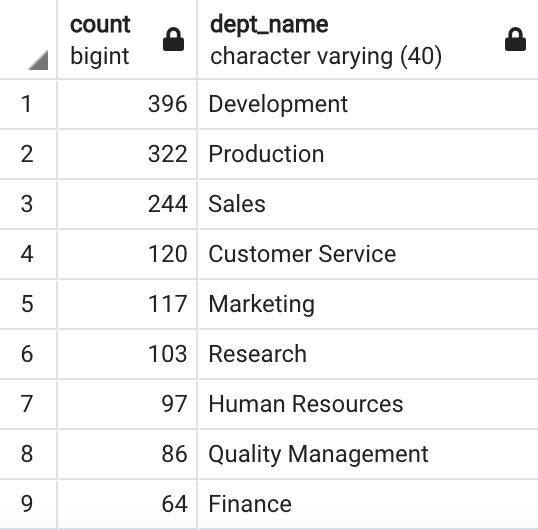 count dept_name
bigint character varying (40)
1 396 Development
2 322 Production
3 244 Sales
4 120 Customer Service
5 117 Marketing
6 103 Research
7 97 Human Resources
8 86 Quality Management
9 64 Finance